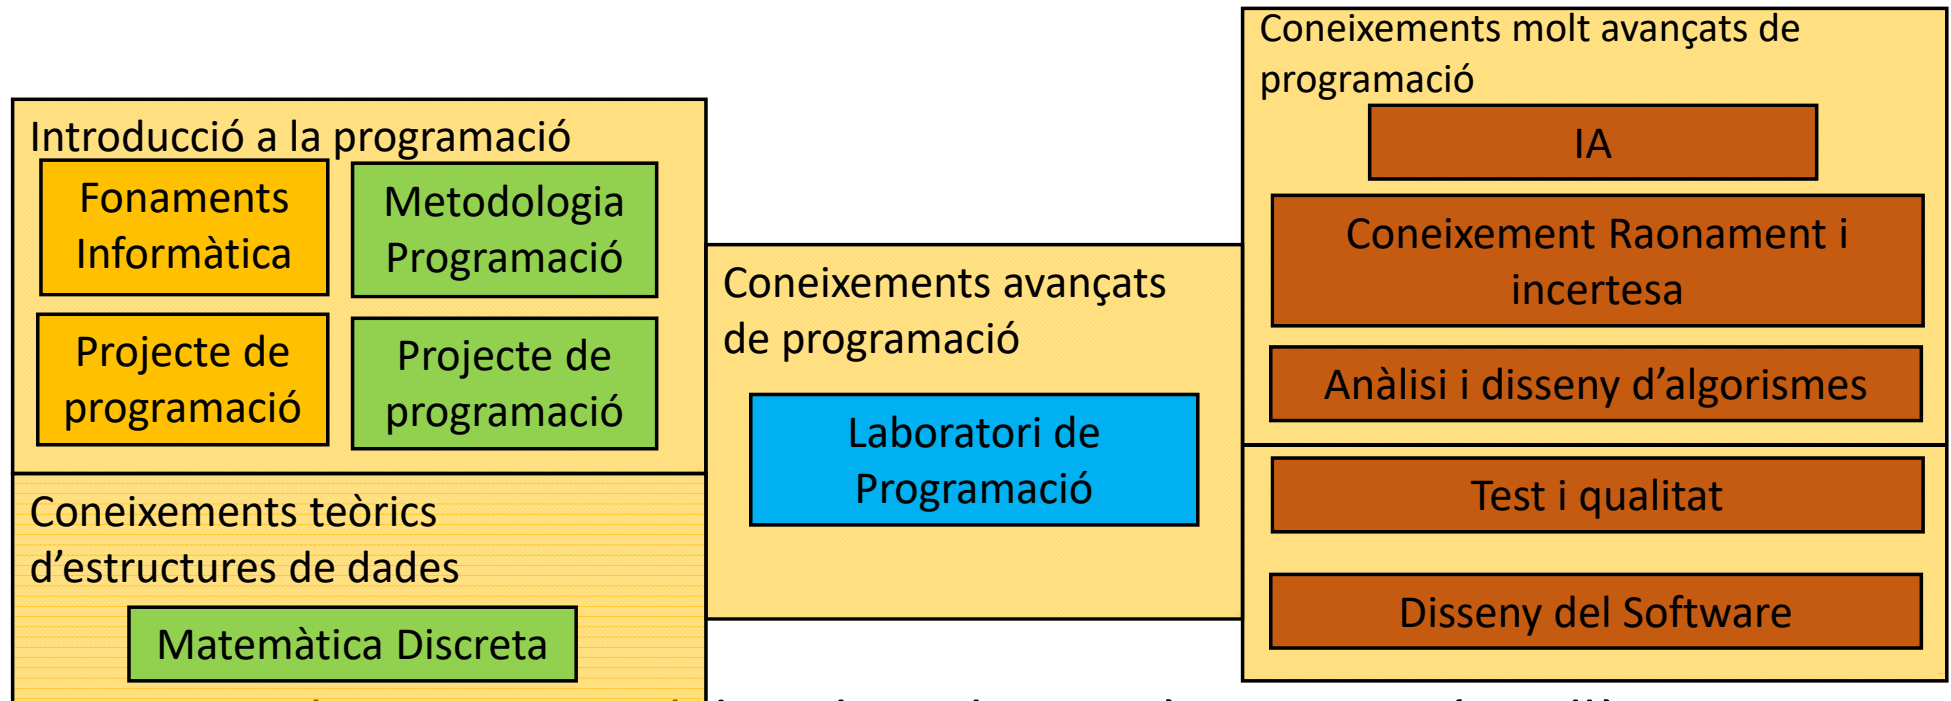 Introducció a la programació
Fonaments
Informàtica
Metodologia
Programació
Projecte de
programació
Projecte de
programació
Coneixements teòrics
d’estructures de dades
Matemàtica Discreta
Coneixements avançats
de programació
Laboratori de
Programació
Coneixements molt avançats de
programació
IA
Coneixement Raonament i
incertesa
Anàlisi i disseny d’algorismes
Test i qualitat
Disseny del Software